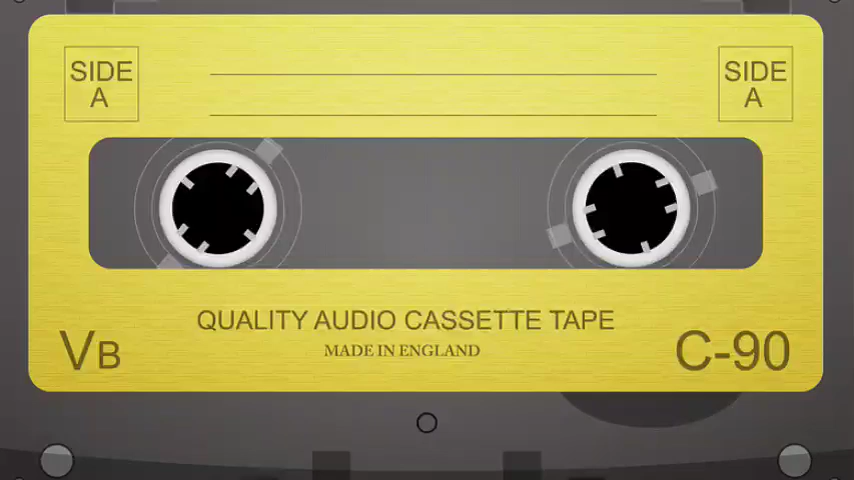 SIDE
A
SIDE
A
QUALITY AUDIO CASSETTE TAPE
MADE IN ENGLAND
VB
C-90